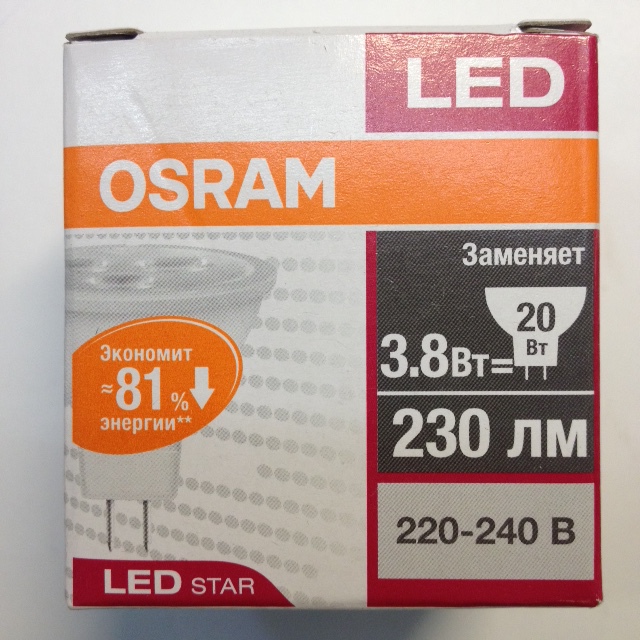 LED
OSRAM
Заменяет
20
Вт
3.8Вт=
230 лм
220-240 В
Экономит
≈81%
энергии**
LED STAR